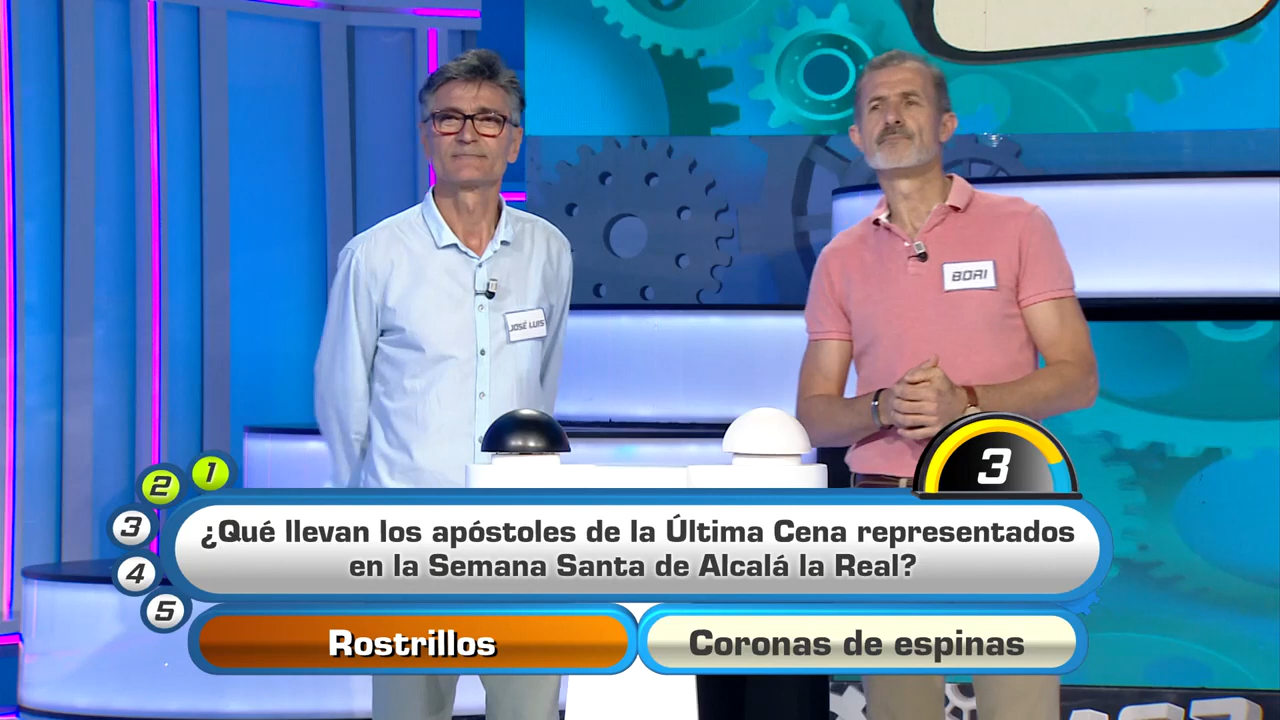 BORI
JOSÉ LUIS
3
1
2
3
4
5
¿Qué llevan los apóstoles de la Última Cena representados
en la Semana Santa de Alcalá la Real?
Rostrillos
Coronas de espinas